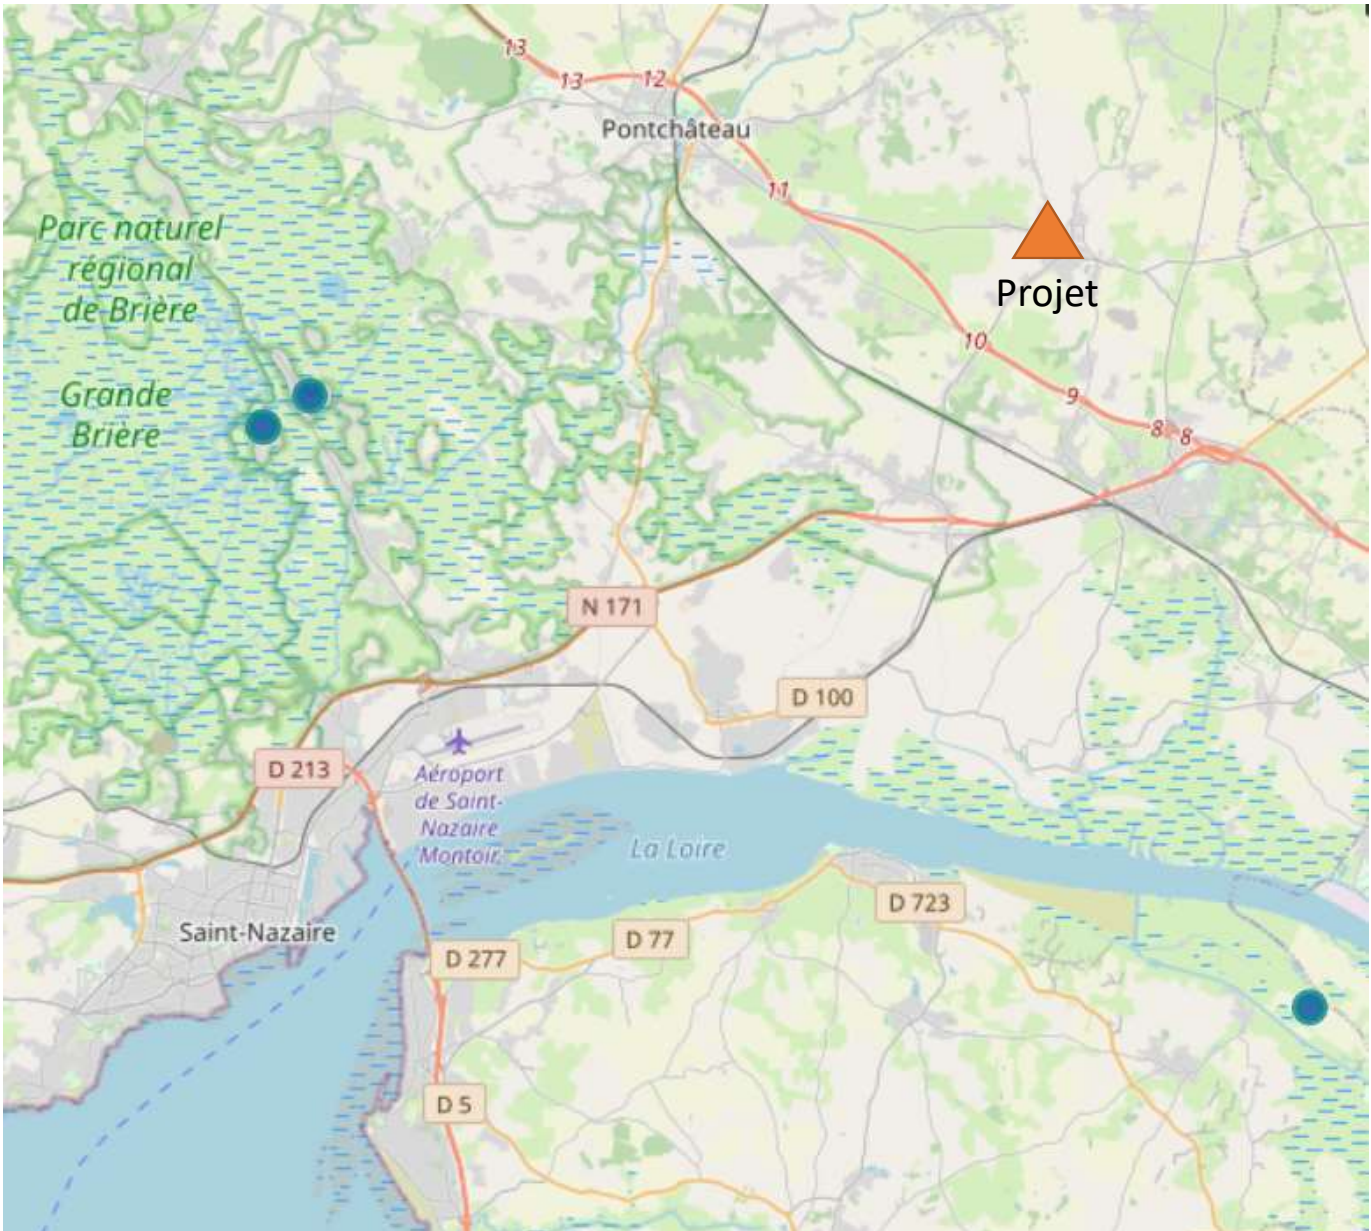 13
13
12
Pontchâteau
11
Parc naturel
régional
de Brière
Projet
10
Grande
Brière
9
8
8
N 171
D 100
D 213
Aéroport
de Saint-
Nazaire
Montoir
La Loire
D 723
Saint-Nazaire
D 77
D 277
D 5